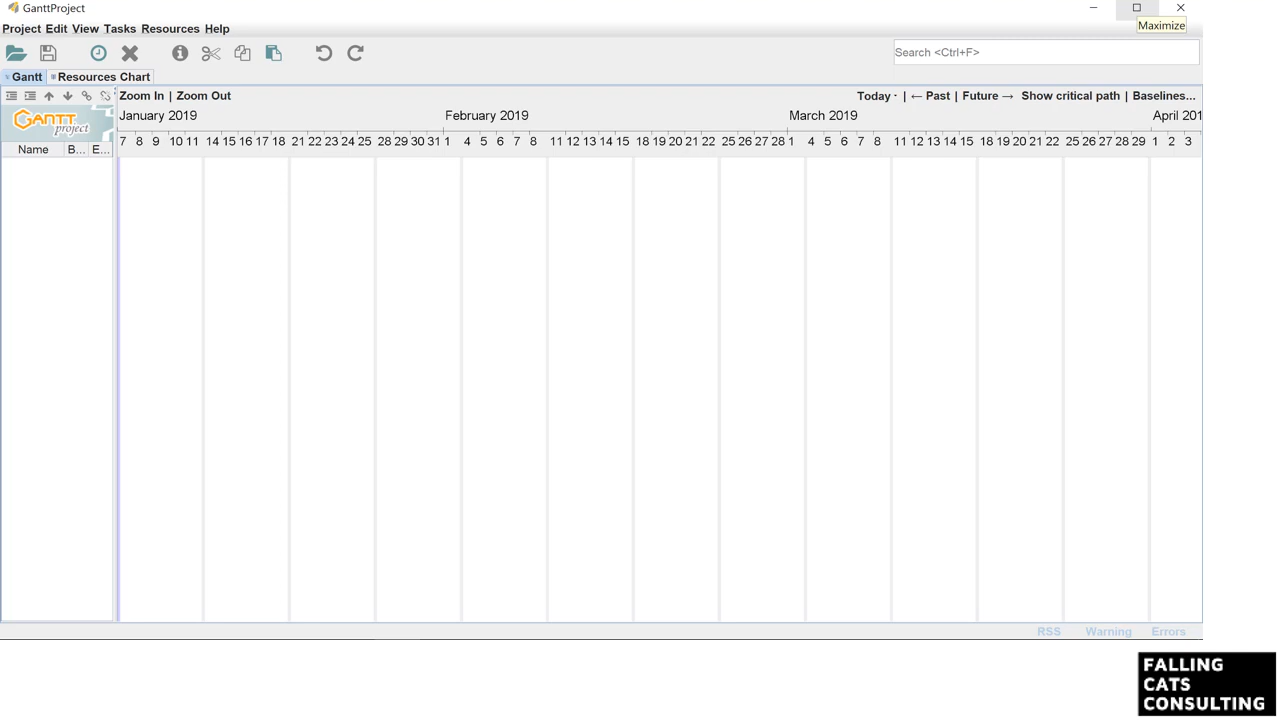 GanttProject
Maximize
Project Edit View Tasks Resources Help
Search <Ctrl+F>
Gantt Resources Chart
Zoom In | Zoom Out Today | ← Past | Future → Show critical path | Baselines...
January 2019 February 2019 March 2019 April 201
GANTT project
Name B... E...
7 8 9 10 11 14 15 16 17 18 21 22 23 24 25 28 29 30 31 1 4 5 6 7 8 11 12 13 14 15 18 19 20 21 22 25 26 27 28 1 4 5 6 7 8 11 12 13 14 15 18 19 20 21 22 25 26 27 28 29 1 2 3
RSS Warning Errors
FALLING
CATS
CONSULTING